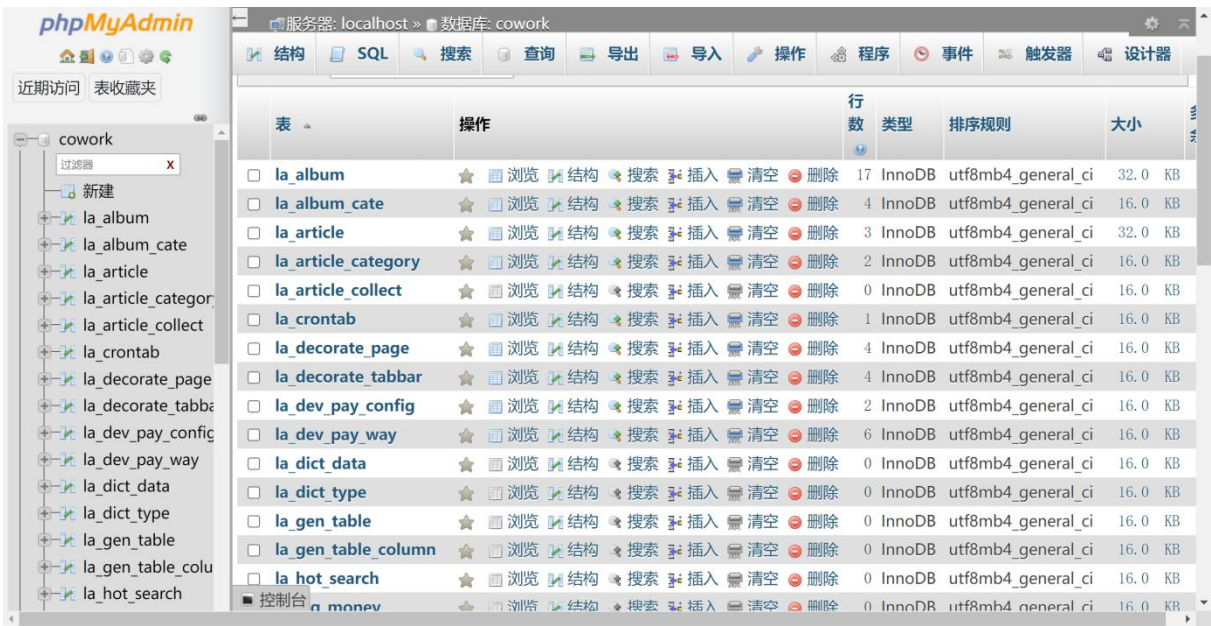 phpMyAdmin
近期访问 表收藏夹
cowork
过滤器 X
新建
la_album
la_album_cate
la_article
la_article_categor
la_article_collect
la_crontab
la_decorate_page
la_decorate_tabba
la_dev_pay_config
la_dev_pay_way
la_dict_data
la_dict_type
la_gen_table
la_gen_table_colu
la_hot_search
服务器: localhost » 数据库: cowork
结构 SQL 搜索 查询 导出 导入 操作 程序 事件 触发器 设计器
表 操作 行数 类型 排序规则 大小
la_album 浏览 结构 搜索 插入 清空 删除 17 InnoDB utf8mb4_general_ci 32.0 KB
la_album_cate 浏览 结构 搜索 插入 清空 删除 4 InnoDB utf8mb4_general_ci 16.0 KB
la_article 浏览 结构 搜索 插入 清空 删除 3 InnoDB utf8mb4_general_ci 32.0 KB
la_article_category 浏览 结构 搜索 插入 清空 删除 2 InnoDB utf8mb4_general_ci 16.0 KB
la_article_collect 浏览 结构 搜索 插入 清空 删除 0 InnoDB utf8mb4_general_ci 16.0 KB
la_crontab 浏览 结构 搜索 插入 清空 删除 1 InnoDB utf8mb4_general_ci 16.0 KB
la_decorate_page 浏览 结构 搜索 插入 清空 删除 4 InnoDB utf8mb4_general_ci 16.0 KB
la_decorate_tabbar 浏览 结构 搜索 插入 清空 删除 4 InnoDB utf8mb4_general_ci 16.0 KB
la_dev_pay_config 浏览 结构 搜索 插入 清空 删除 2 InnoDB utf8mb4_general_ci 16.0 KB
la_dev_pay_way 浏览 结构 搜索 插入 清空 删除 6 InnoDB utf8mb4_general_ci 16.0 KB
la_dict_data 浏览 结构 搜索 插入 清空 删除 0 InnoDB utf8mb4_general_ci 16.0 KB
la_dict_type 浏览 结构 搜索 插入 清空 删除 0 InnoDB utf8mb4_general_ci 16.0 KB
la_gen_table 浏览 结构 搜索 插入 清空 删除 0 InnoDB utf8mb4_general_ci 16.0 KB
la_gen_table_column 浏览 结构 搜索 插入 清空 删除 0 InnoDB utf8mb4_general_ci 16.0 KB
la_hot_search 浏览 结构 搜索 插入 清空 删除 0 InnoDB utf8mb4_general_ci 16.0 KB
控制台 g_money 浏览 结构 搜索 插入 清空 删除 0 InnoDB utf8mb4_general_ci 16.0 KB